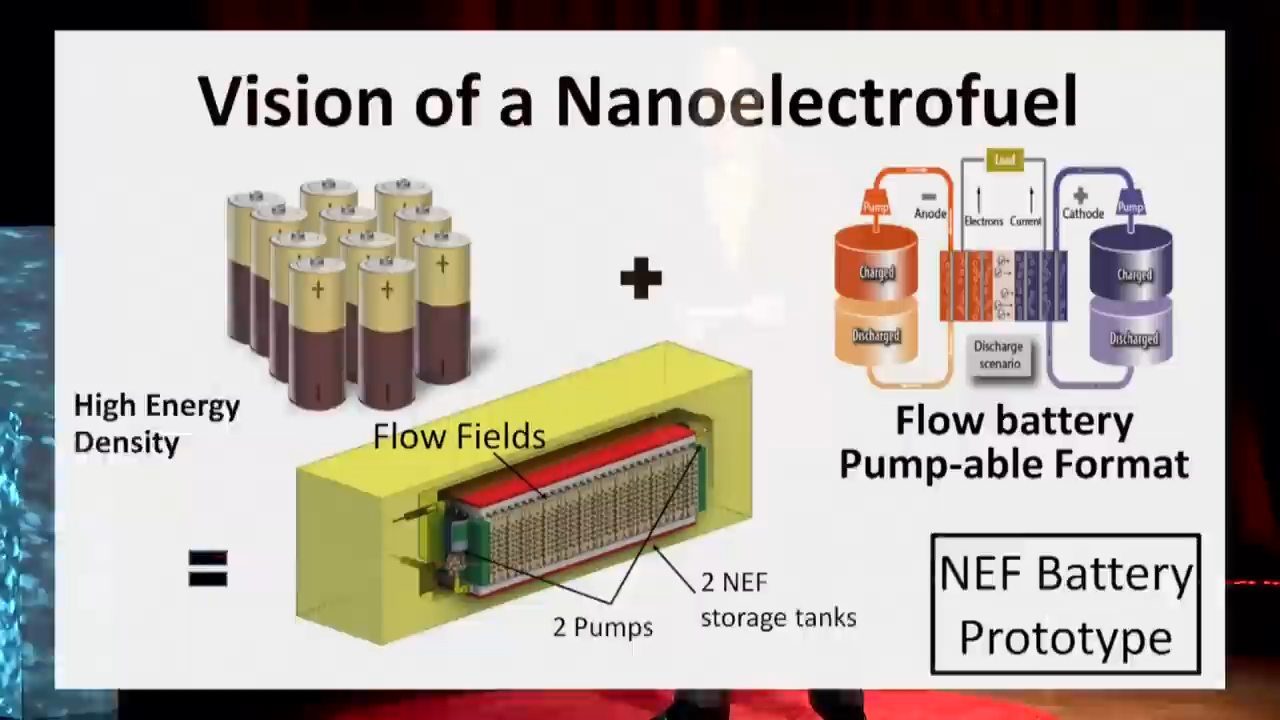 Vision of a Nanoelectrofuel
Load
Pump
Anode
Electrons
Current
Cathode
Pump
Charged
Charged
Discharged
Discharged
Discharge
scenario
High Energy
Density
+
Flow battery
Pump-able Format
=
Flow Fields
2 Pumps
2 NEF
storage tanks
NEF Battery
Prototype